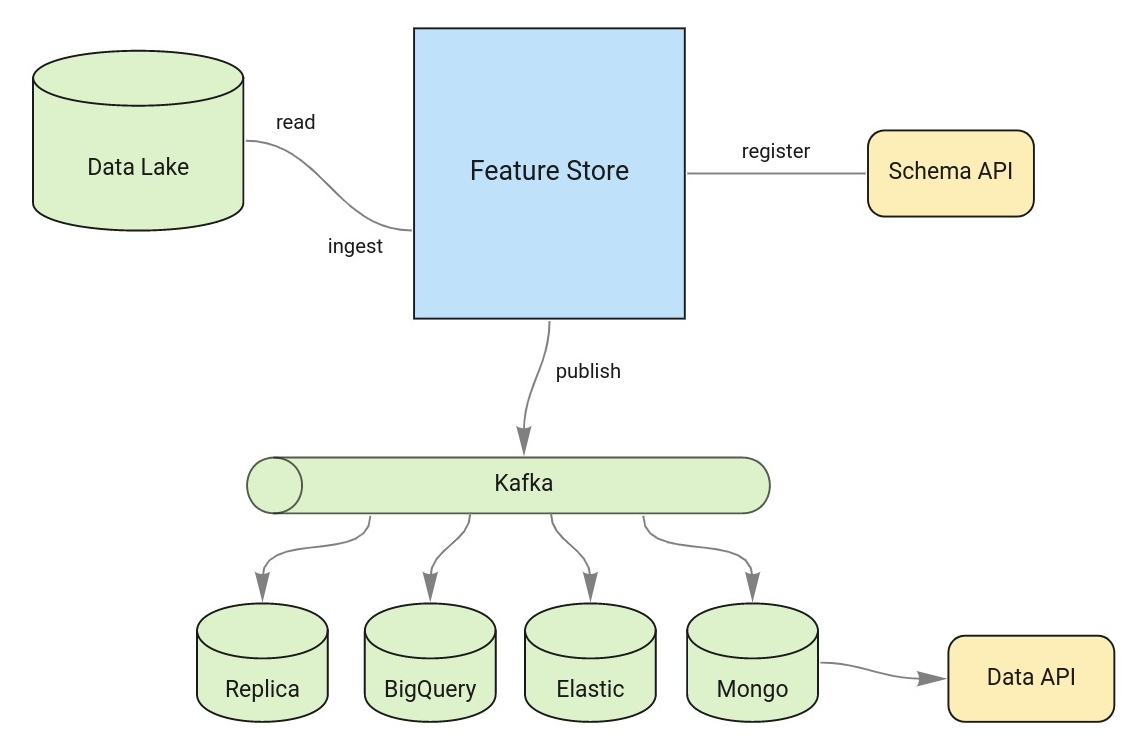 read
Data Lake
ingest
Feature Store
register
Schema API
publish
Kafka
Replica
BigQuery
Elastic
Mongo
Data API